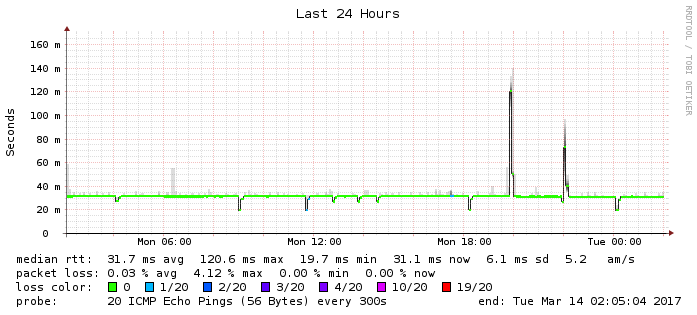 Last 24 Hours
RRDTOOL / TOBI OETIKER
Seconds
160 m
140 m
120 m
100 m
80 m
60 m
40 m
20 m
0
Mon 06:00 Mon 12:00 Mon 18:00 Tue 00:00
median rtt: 31.7 ms avg 120.6 ms max 19.7 ms min 31.1 ms now 6.1 ms sd 5.2 am/s
packet loss: 0.03 % avg 4.12 % max 0.00 % min 0.00 % now
loss color: 0 1/20 2/20 3/20 4/20 10/20 19/20
probe: 20 ICMP Echo Pings (56 Bytes) every 300s end: Tue Mar 14 02:05:04 2017